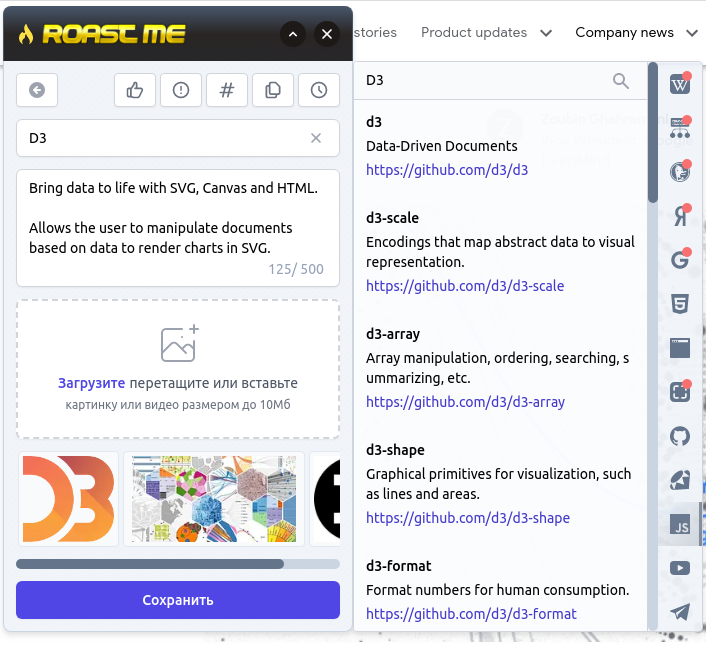 ROAST ME
stories
Product updates
Company news
D3
Bring data to life with SVG, Canvas and HTML.
Allows the user to manipulate documents
based on data to render charts in SVG.
125/ 500
Загрузите перетащите или вставьте
картинку или видео размером до 10Мб
Сохранить
D3
d3
Data-Driven Documents
https://github.com/d3/d3
d3-scale
Encodings that map abstract data to visual
representation.
https://github.com/d3/d3-scale
d3-array
Array manipulation, ordering, searching, s
ummarizing, etc.
https://github.com/d3/d3-array
d3-shape
Graphical primitives for visualization, such
as lines and areas.
https://github.com/d3/d3-shape
d3-format
Format numbers for human consumption.
https://github.com/d3/d3-format
W
Я
G
5
JS